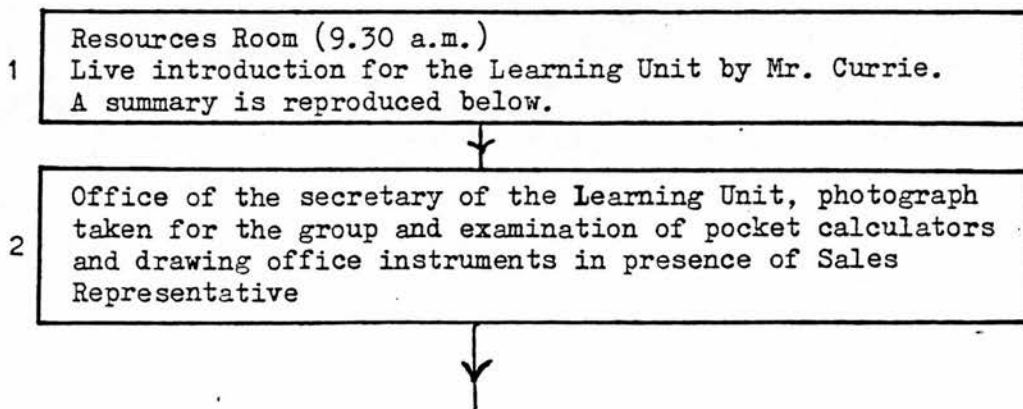 Resources Room (9.30 a.m.)
1 Live introduction for the Learning Unit by Mr. Currie.
A summary is reproduced below.
Office of the secretary of the Learning Unit, photograph
taken for the group and examination of pocket calculators
2 and drawing office instruments in presence of Sales
Representative